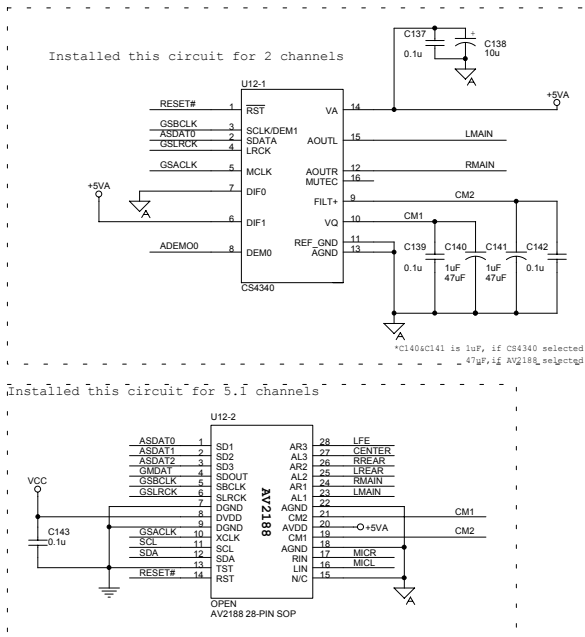 C137
0.1u
+
C138
10u
Installed this circuit for 2 channels
U12-1
+5VA
RESET# 1 RST VA 14
GSBCLK 3 SCLK/DEM1
ASDAT0 2 SDATA AOUTL 15 LMAIN
GSLRCK 4 LRCK
GSACLK 5 MCLK AOUTR 12 RMAIN
MUTEC 16
+5VA 7 DIF0
A
FILT+ 9 CM2
6 DIF1 VQ 10 CM1
REF_GND 11
ADEMO0 8 DEM0 AGND 13
CS4340
C139 C140 C141 C142
0.1u 1uF 1uF 0.1u
47uF 47uF
A
*C140&C141 is 1uF, if CS4340 selected
47uF,if AV2188 selected
Installed this circuit for 5.1 channels
U12-2
ASDAT0 1 SD1 AR3 28 LFE
ASDAT1 2 SD2 AL3 27 CENTER
ASDAT2 3 SD3 AR2 26 RREAR
GMDAT 4 SDOUT AL2 25 LREAR
GSBCLK 5 SBCLK AR1 24 RMAIN
GSLRCK 6 SLRCK AL1 23 LMAIN
VCC 7 DGND AGND 22
8 DVDD CM2 21 CM1
9 DGND AVDD 20 +5VA
GSACLK 10 XCLK CM1 19 CM2
SCL 11 SCL AGND 18
SDA 12 SDA RIN 17 MICR
13 TST LIN 16 MICL
RESET# 14 RST N/C 15
AV2188
C143
0.1u
A
OPEN
AV2188 28-PIN SOP